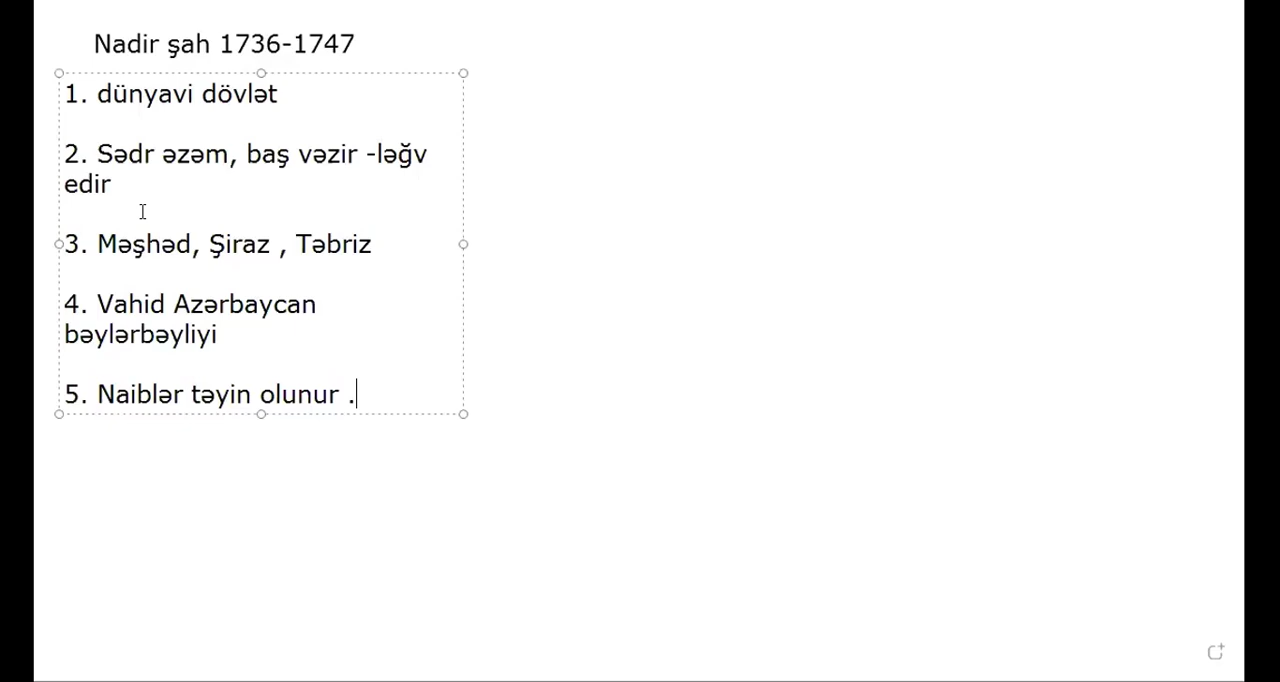 Nadir şah 1736-1747
1. dünyavi dövlət
2. Sədr əzəm, baş vəzir -ləğv
edir
3. Məşhəd, Şiraz , Təbriz
4. Vahid Azərbaycan
bəylərbəyliyi
5. Naiblər təyin olunur .